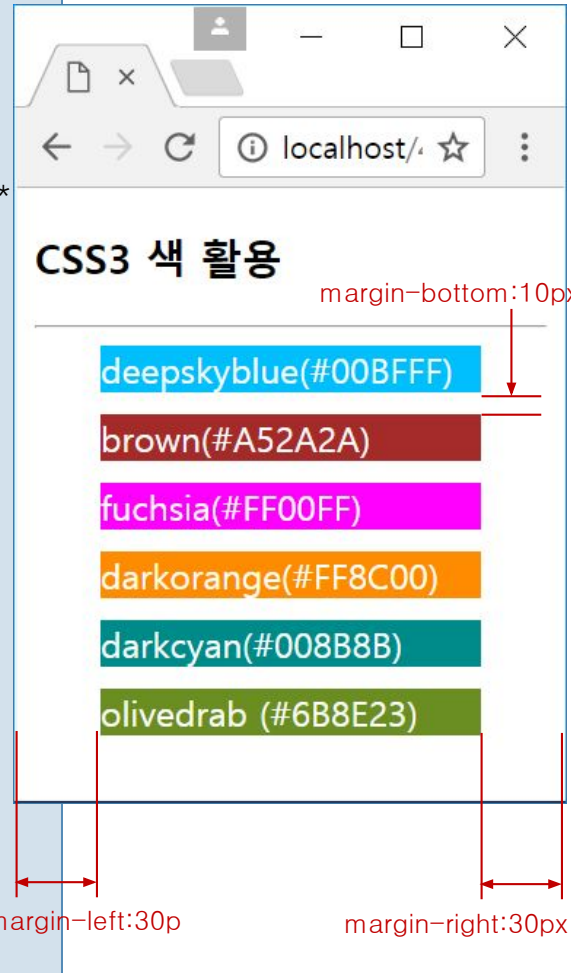 localhost/
*
CSS3 색 활용
margin-bottom:10px
deepskyblue(#00BFFF)
brown(#A52A2A)
fuchsia(#FF00FF)
darkorange(#FF8C00)
darkcyan(#008B8B)
olivedrab (#6B8E23)
margin-left:30p
margin-right:30px